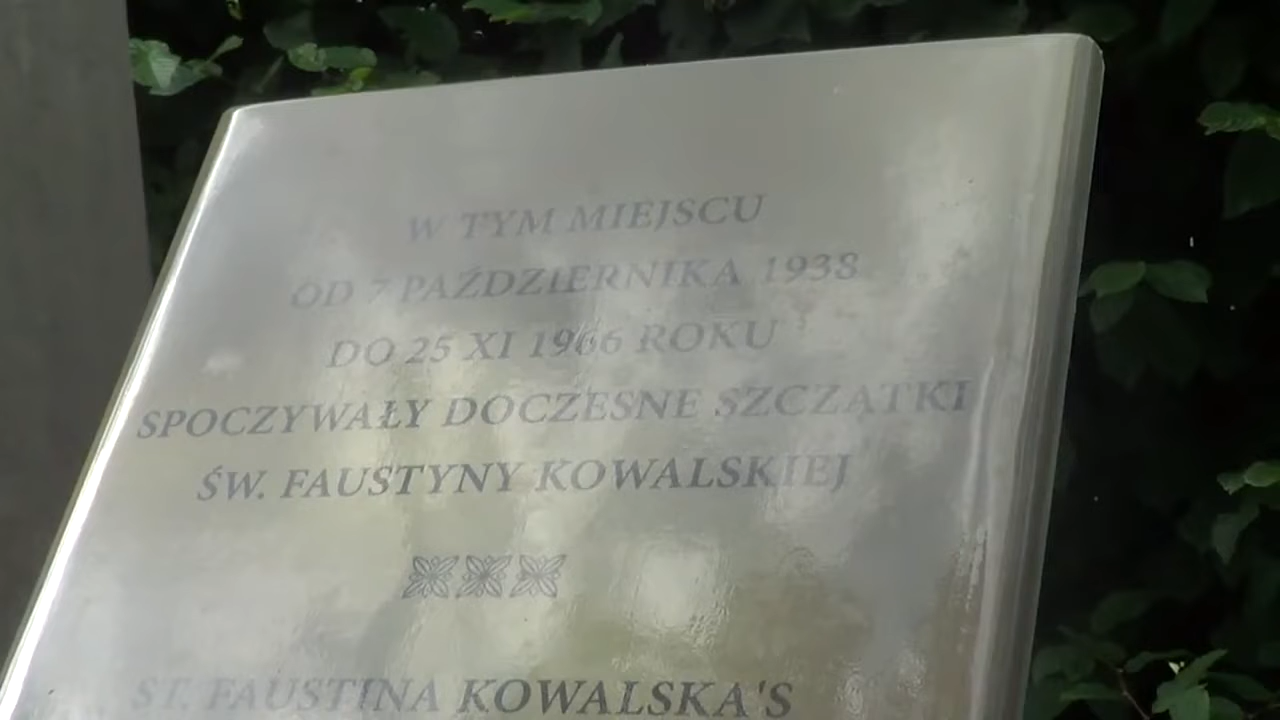 W TYM MIEJSCU
OD 7 PAŹDZIERNIKA 1938
DO 25 XI 1966 ROKU
SPOCZYWAŁY DOCZESNE SZCZĄTKI
ŚW. FAUSTYNY KOWALSKIEJ
ST. FAUSTINA KOWALSKA'S